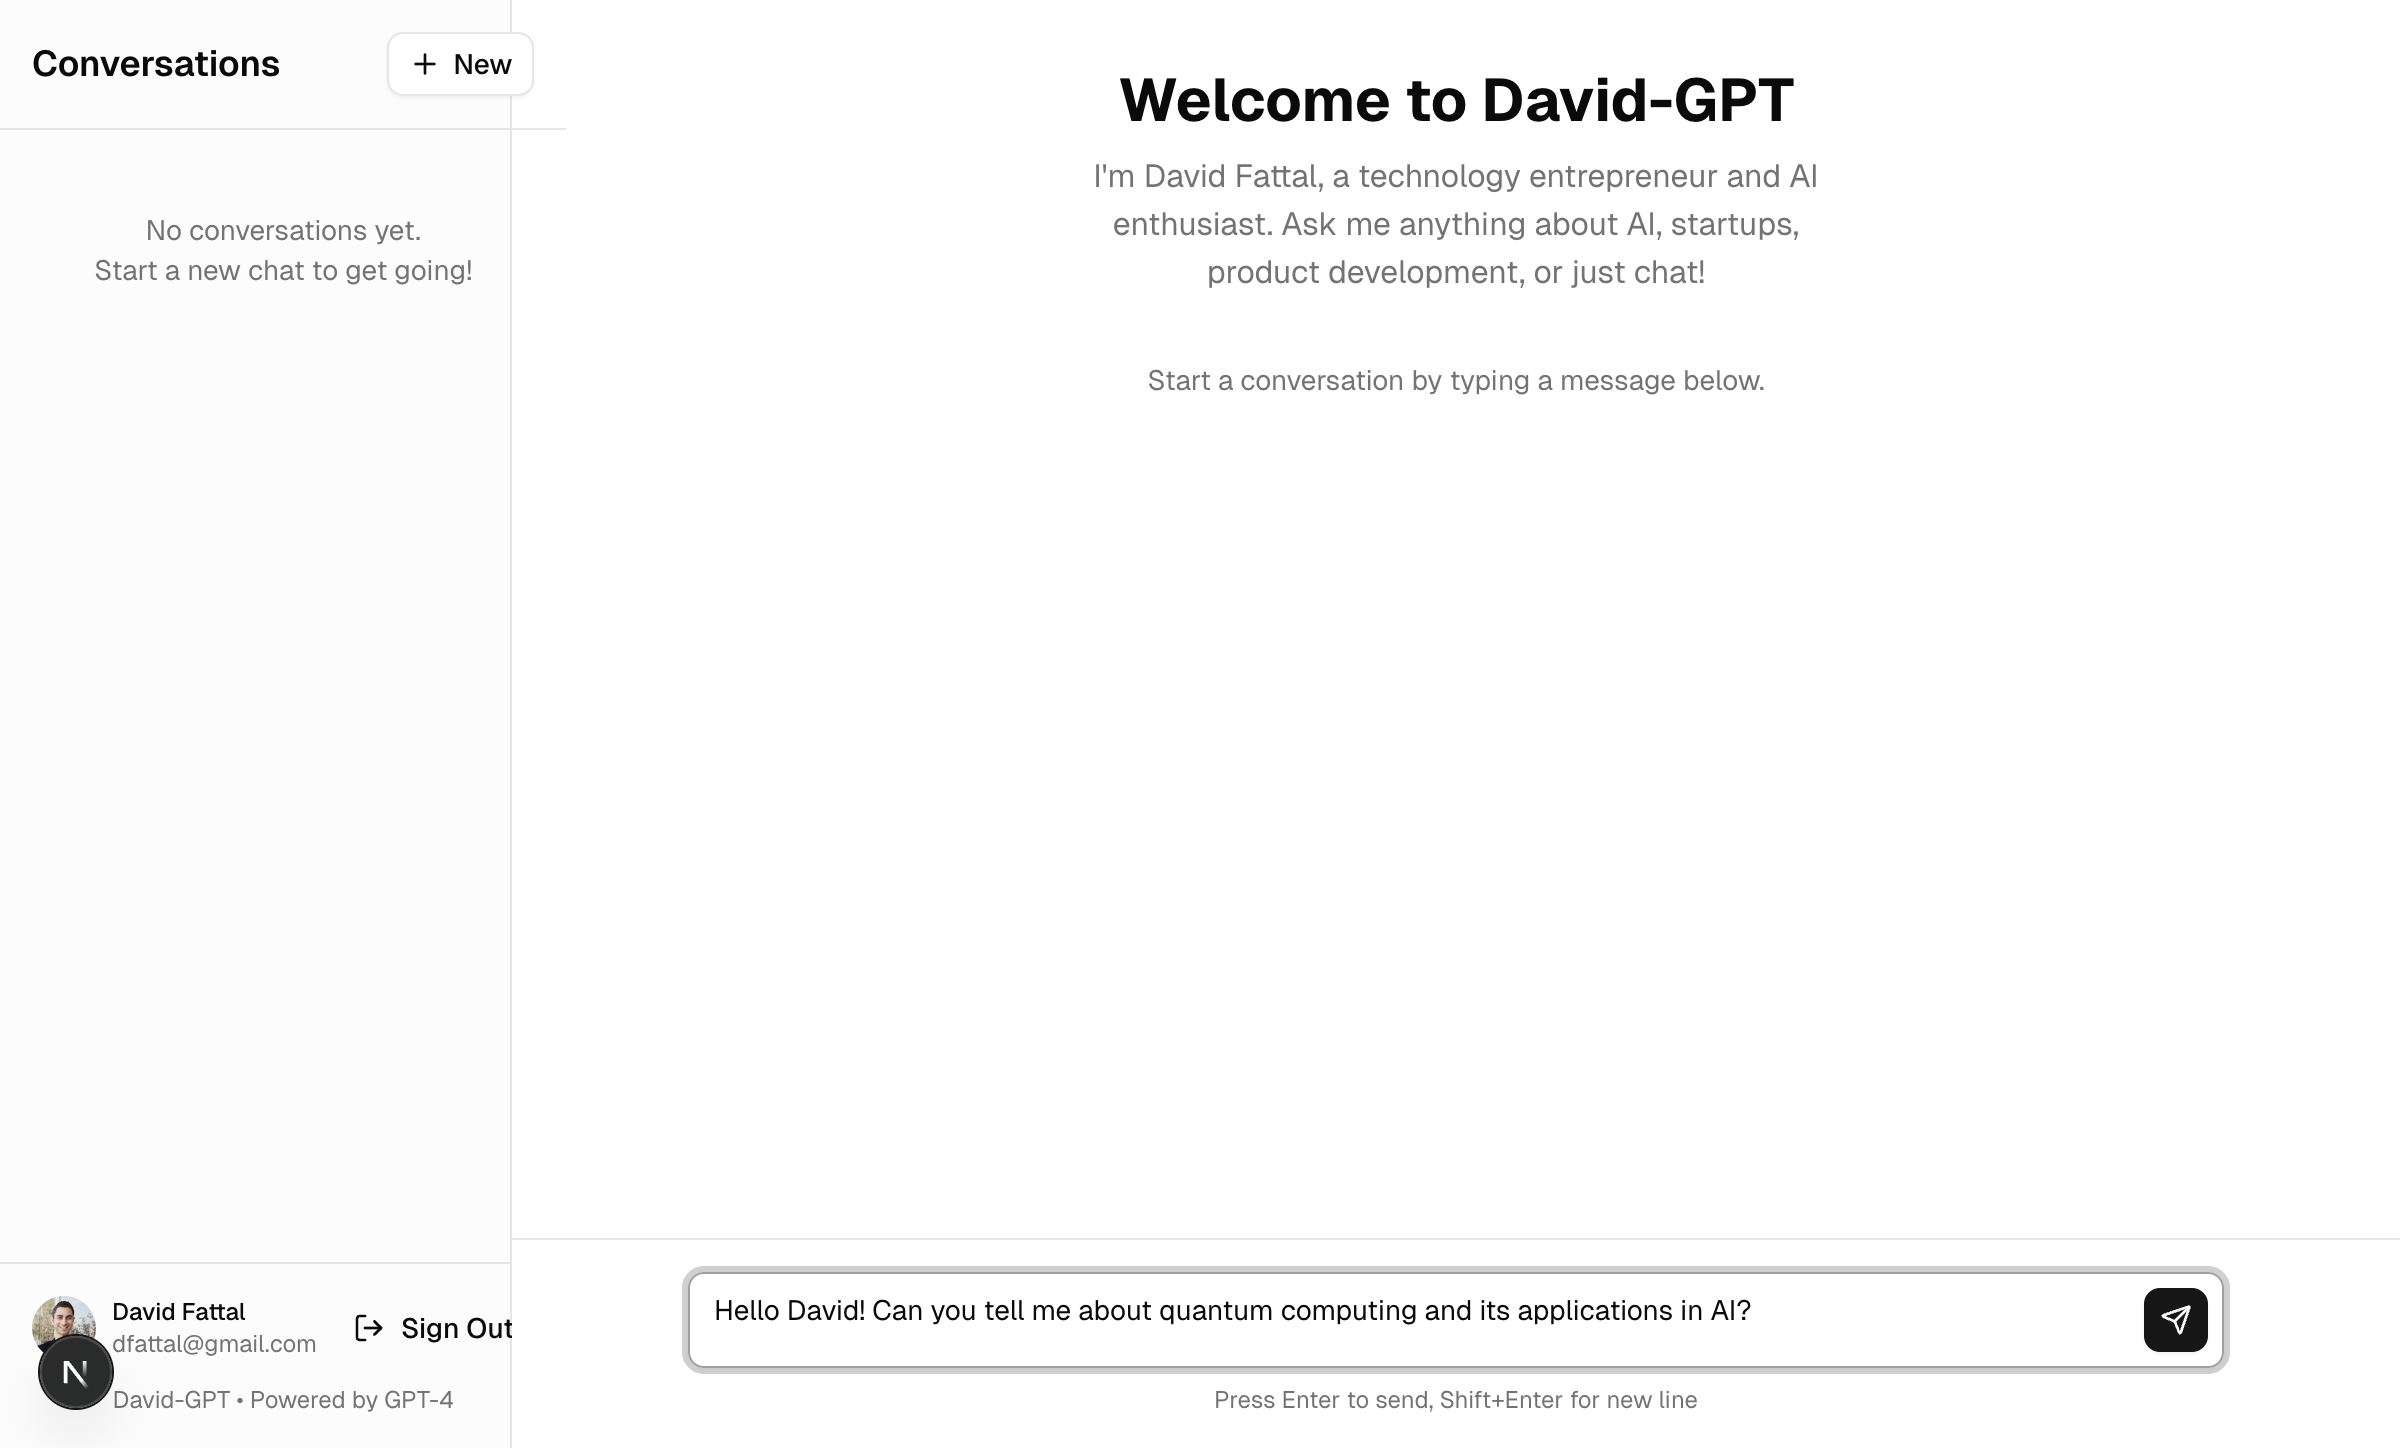 Conversations
New
No conversations yet.
Start a new chat to get going!
David Fattal
dfattal@gmail.com
Sign Out
N
David-GPT • Powered by GPT-4
Welcome to David-GPT
I'm David Fattal, a technology entrepreneur and AI
enthusiast. Ask me anything about AI, startups,
product development, or just chat!
Start a conversation by typing a message below.
Hello David! Can you tell me about quantum computing and its applications in AI?
Press Enter to send, Shift+Enter for new line